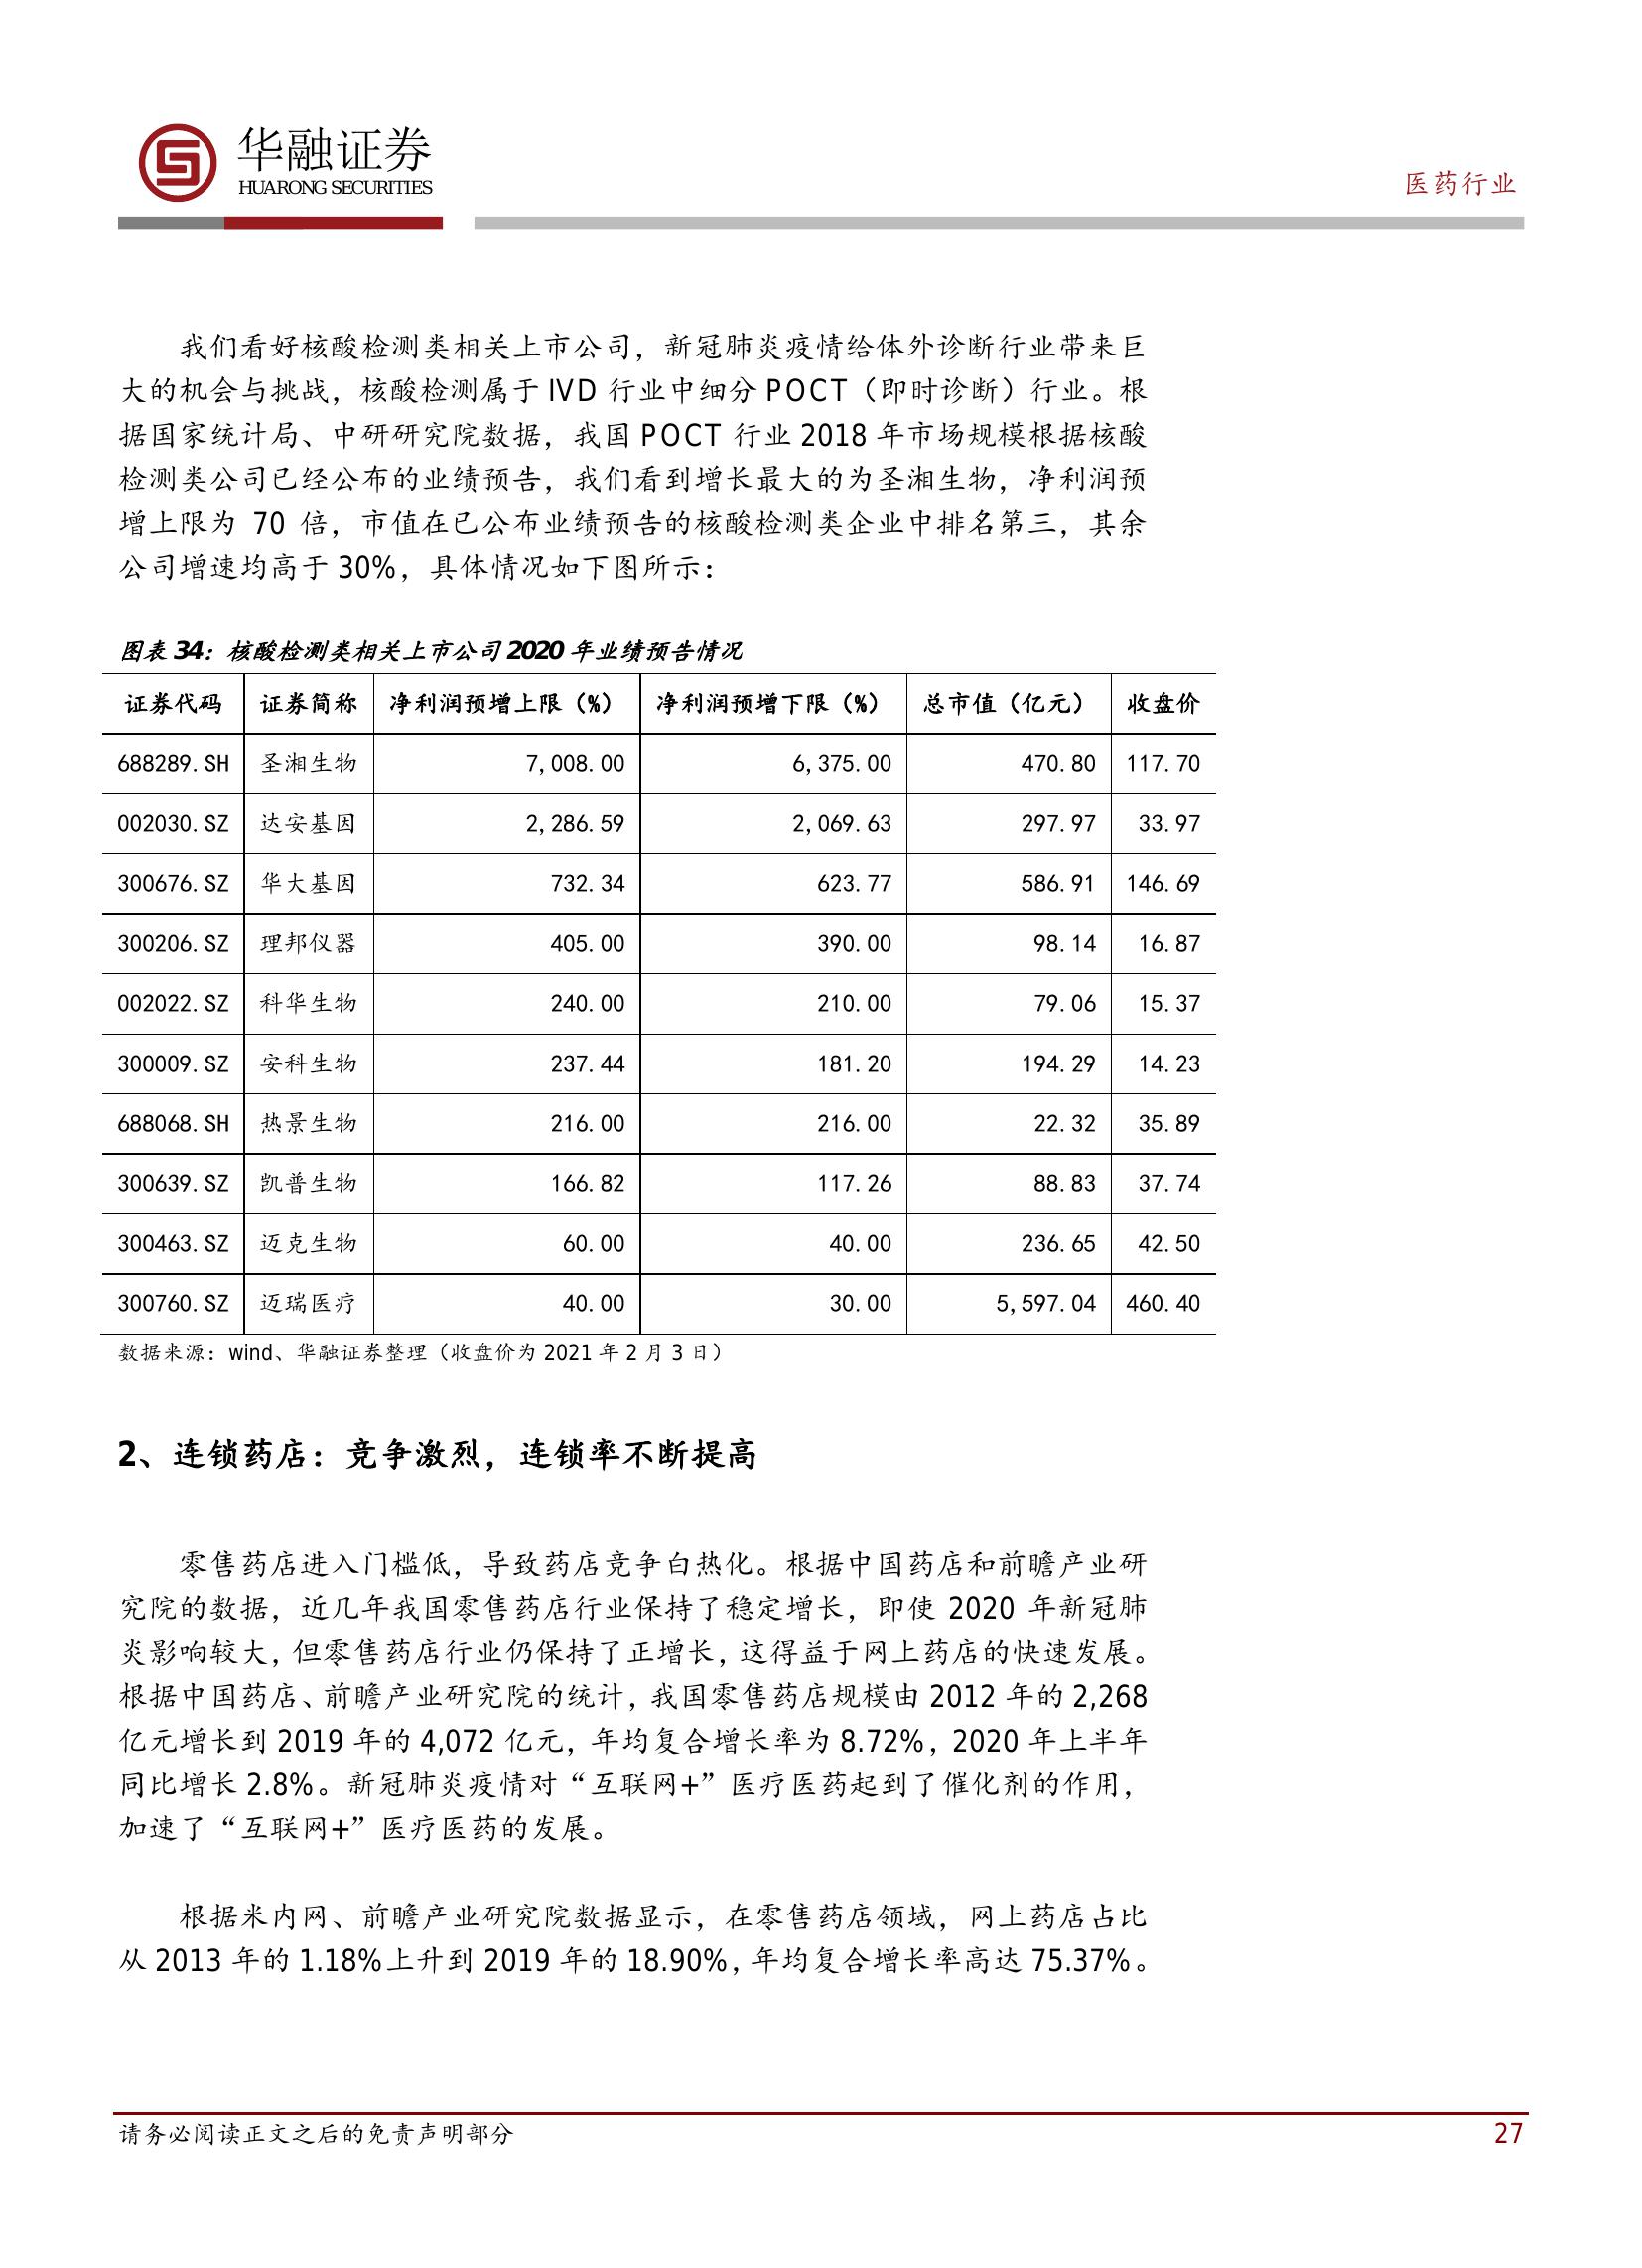 华融证券
HUARONG SECURITIES
医药行业
我们看好核酸检测类相关上市公司，新冠肺炎疫情给体外诊断行业带来巨
大的机会与挑战，核酸检测属于 IVD 行业中细分 POCT（即时诊断）行业。根
据国家统计局、中研研究院数据，我国 POCT 行业 2018 年市场规模根据核酸
检测类公司已经公布的业绩预告，我们看到增长最大的为圣湘生物，净利润预
增上限为 70 倍，市值在已公布业绩预告的核酸检测类企业中排名第三，其余
公司增速均高于 30%，具体情况如下图所示：
图表 34：核酸检测类相关上市公司 2020 年业绩预告情况
证券代码 证券简称 净利润预增上限（%） 净利润预增下限（%） 总市值（亿元） 收盘价
688289.SH 圣湘生物 7,008.00 6,375.00 470.80 117.70
002030.SZ 达安基因 2,286.59 2,069.63 297.97 33.97
300676.SZ 华大基因 732.34 623.77 586.91 146.69
300206.SZ 理邦仪器 405.00 390.00 98.14 16.87
002022.SZ 科华生物 240.00 210.00 79.06 15.37
300009.SZ 安科生物 237.44 181.20 194.29 14.23
688068.SH 热景生物 216.00 216.00 22.32 35.89
300639.SZ 凯普生物 166.82 117.26 88.83 37.74
300463.SZ 迈克生物 60.00 40.00 236.65 42.50
300760.SZ 迈瑞医疗 40.00 30.00 5,597.04 460.40
数据来源：wind、华融证券整理（收盘价为 2021 年 2 月 3 日）
2、连锁药店：竞争激烈，连锁率不断提高
零售药店进入门槛低，导致药店竞争白热化。根据中国药店和前瞻产业研
究院的数据，近几年我国零售药店行业保持了稳定增长，即使 2020 年新冠肺
炎影响较大，但零售药店行业仍保持了正增长，这得益于网上药店的快速发展。
根据中国药店、前瞻产业研究院的统计，我国零售药店规模由 2012 年的 2,268
亿元增长到 2019 年的 4,072 亿元，年均复合增长率为 8.72%，2020 年上半年
同比增长 2.8%。新冠肺炎疫情对“互联网+”医疗医药起到了催化剂的作用，
加速了“互联网+”医疗医药的发展。
根据米内网、前瞻产业研究院数据显示，在零售药店领域，网上药店占比
从 2013 年的 1.18%上升到 2019 年的 18.90%，年均复合增长率高达 75.37%。
请务必阅读正文之后的免责声明部分
27